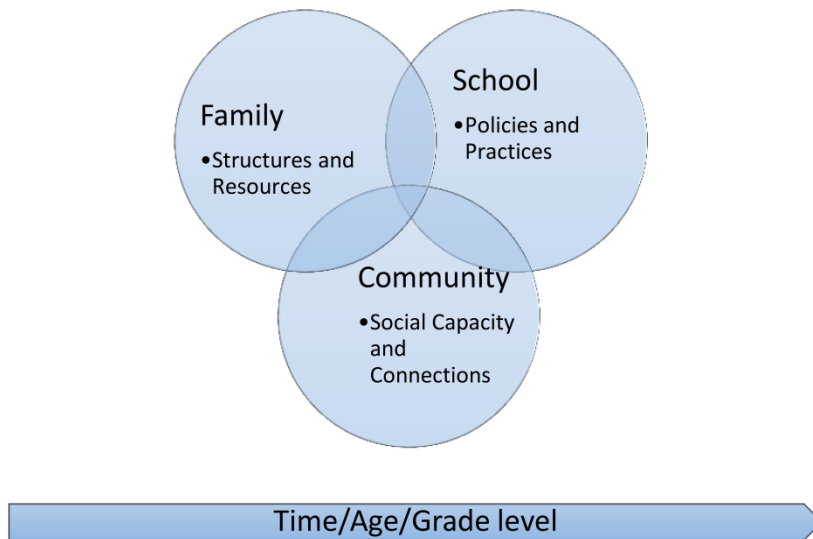 Family
•Structures and
Resources
School
•Policies and
Practices
Community
•Social Capacity
and
Connections
Time/Age/Grade level